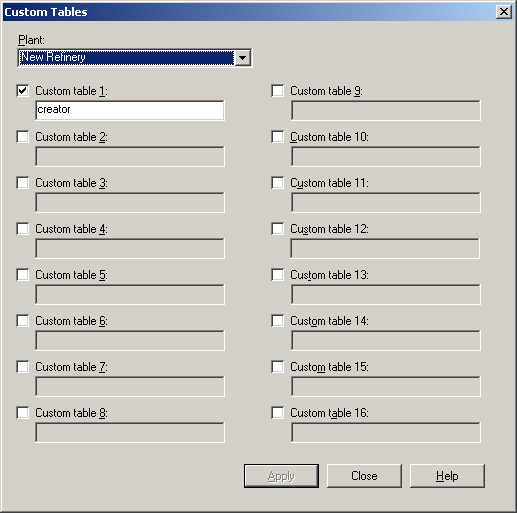 Custom Tables
Plant:
New Refinery
Custom table 1:
creator
Custom table 2:
Custom table 3:
Custom table 4:
Custom table 5:
Custom table 6:
Custom table 7:
Custom table 8:
Custom table 9:
Custom table 10:
Custom table 11:
Custom table 12:
Custom table 13:
Custom table 14:
Custom table 15:
Custom table 16:
Apply
Close
Help